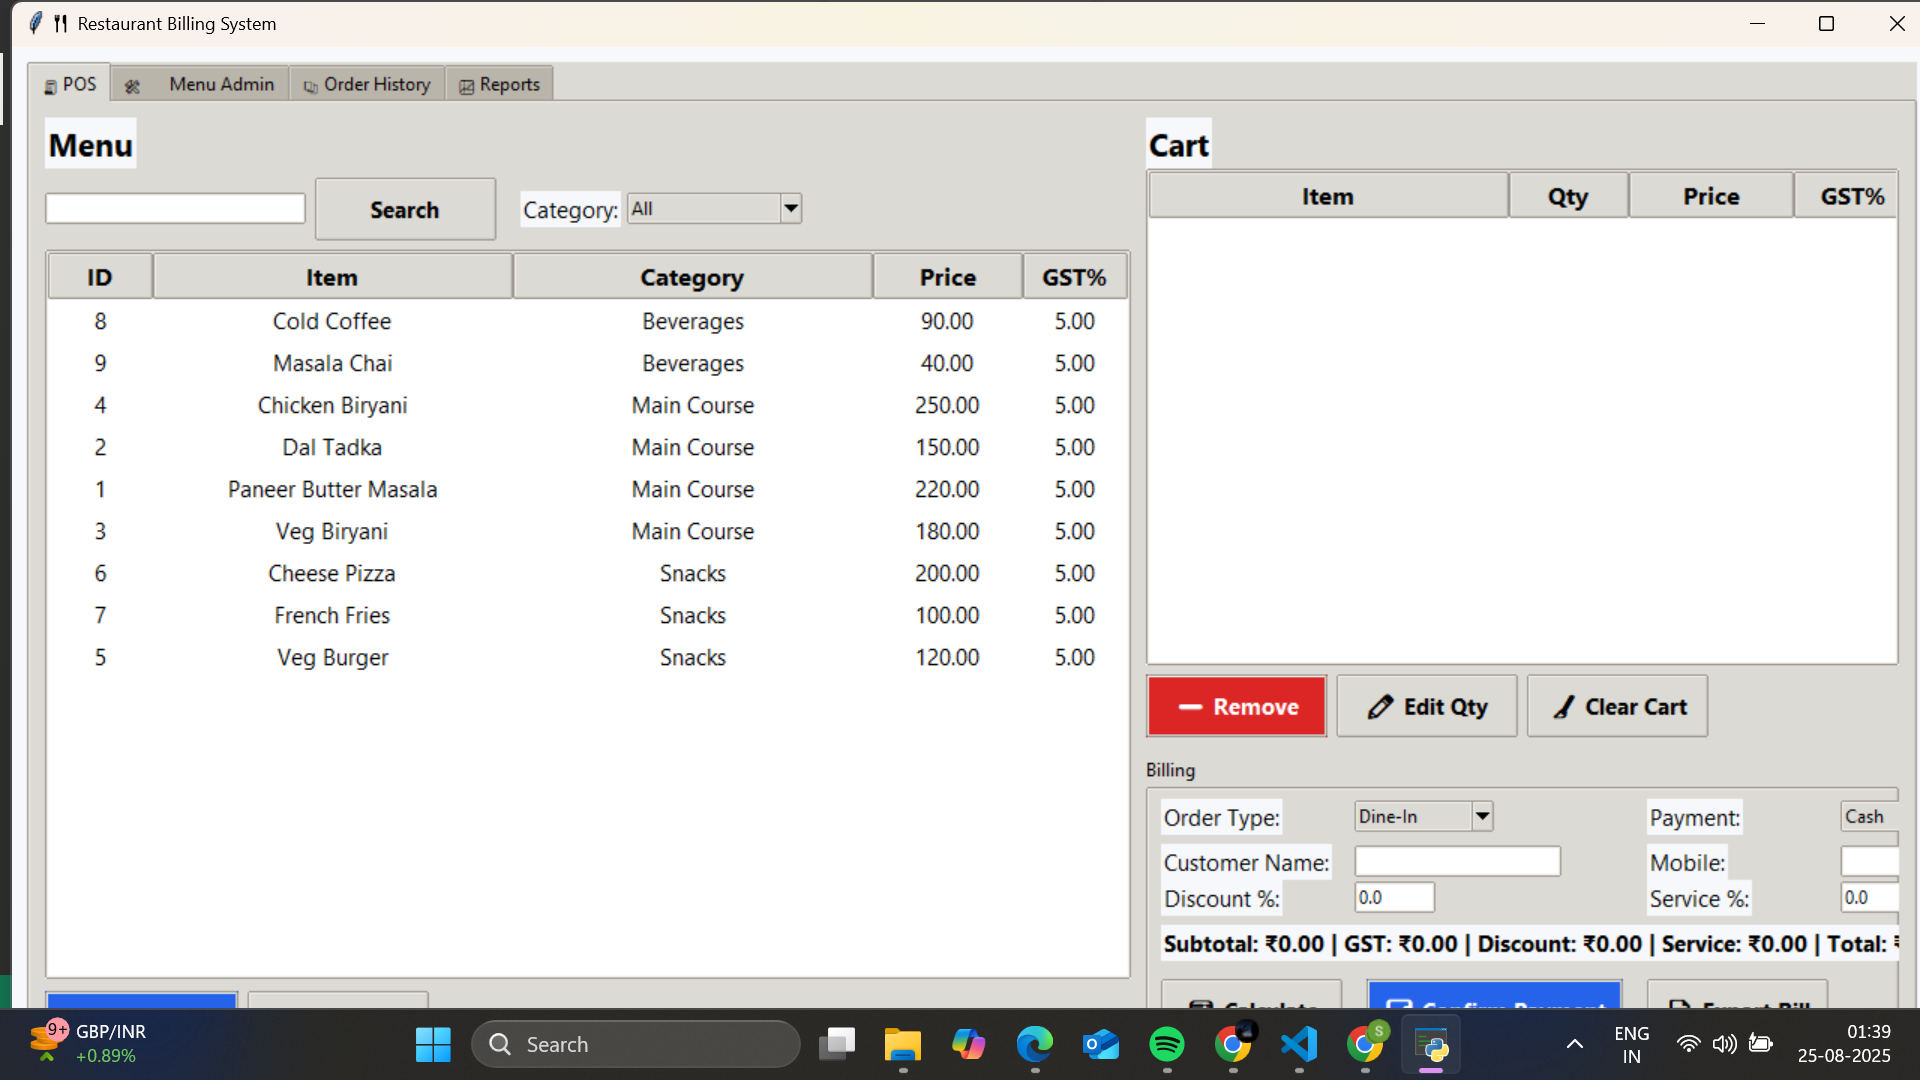 Restaurant Billing System
POS Menu Admin Order History Reports
Menu
Search Category: All
ID Item Category Price GST%
8 Cold Coffee Beverages 90.00 5.00
9 Masala Chai Beverages 40.00 5.00
4 Chicken Biryani Main Course 250.00 5.00
2 Dal Tadka Main Course 150.00 5.00
1 Paneer Butter Masala Main Course 220.00 5.00
3 Veg Biryani Main Course 180.00 5.00
6 Cheese Pizza Snacks 200.00 5.00
7 French Fries Snacks 100.00 5.00
5 Veg Burger Snacks 120.00 5.00
Cart
Item Qty Price GST%
Remove Edit Qty Clear Cart
Billing
Order Type: Dine-In Payment: Cash
Customer Name: Mobile:
Discount %: 0.0 Service %: 0.0
Subtotal: ₹0.00 | GST: ₹0.00 | Discount: ₹0.00 | Service: ₹0.00 | Total: ₹
Calculate Confirm Payment Export Bill
9+ GBP/INR
+0.89%
Search
S
ENG
IN
01:39
25-08-2025